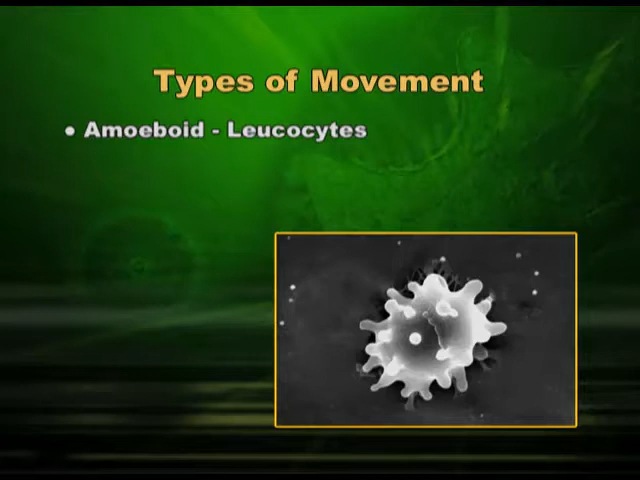 Types of Movement
• Amoeboid - Leucocytes